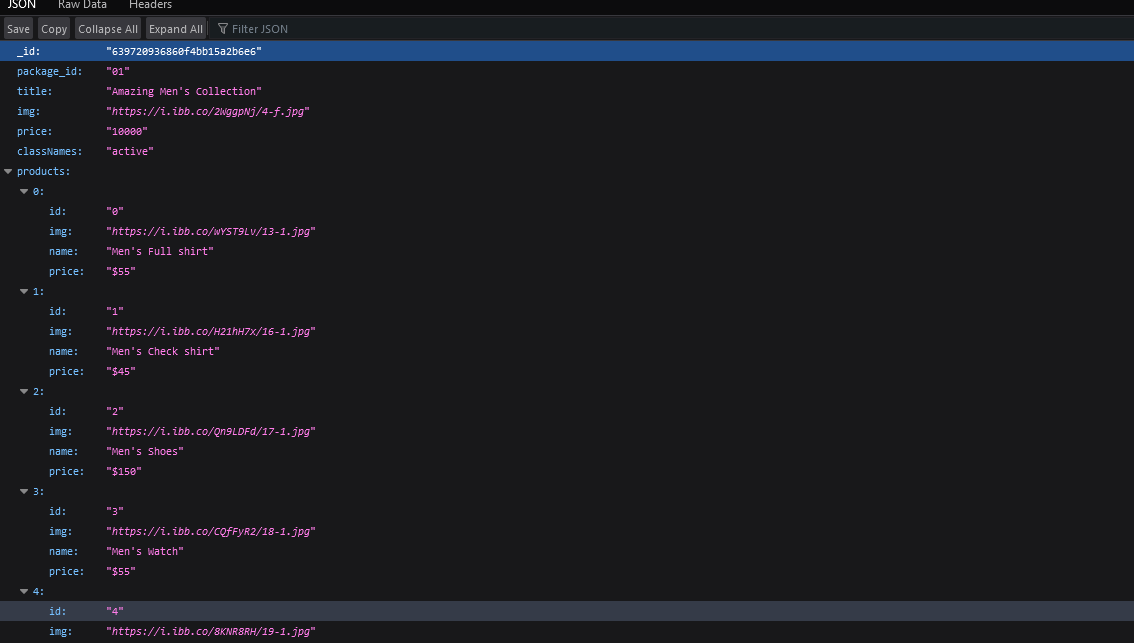 JSON Raw Data Headers
Save Copy Collapse All Expand All Filter JSON
_id: "639720936860f4bb15a2b6e6"
package_id: "01"
title: "Amazing Men's Collection"
img: "https://i.ibb.co/2WggpNj/4-f.jpg"
price: "10000"
classNames: "active"
products:
0:
id: "0"
img: "https://i.ibb.co/wYST9Lv/13-1.jpg"
name: "Men's Full shirt"
price: "$55"
1:
id: "1"
img: "https://i.ibb.co/H21hH7x/16-1.jpg"
name: "Men's Check shirt"
price: "$45"
2:
id: "2"
img: "https://i.ibb.co/Qn9LDFd/17-1.jpg"
name: "Men's Shoes"
price: "$150"
3:
id: "3"
img: "https://i.ibb.co/CQfFyR2/18-1.jpg"
name: "Men's Watch"
price: "$55"
4:
id: "4"
img: "https://i.ibb.co/8KNR8RH/19-1.jpg"